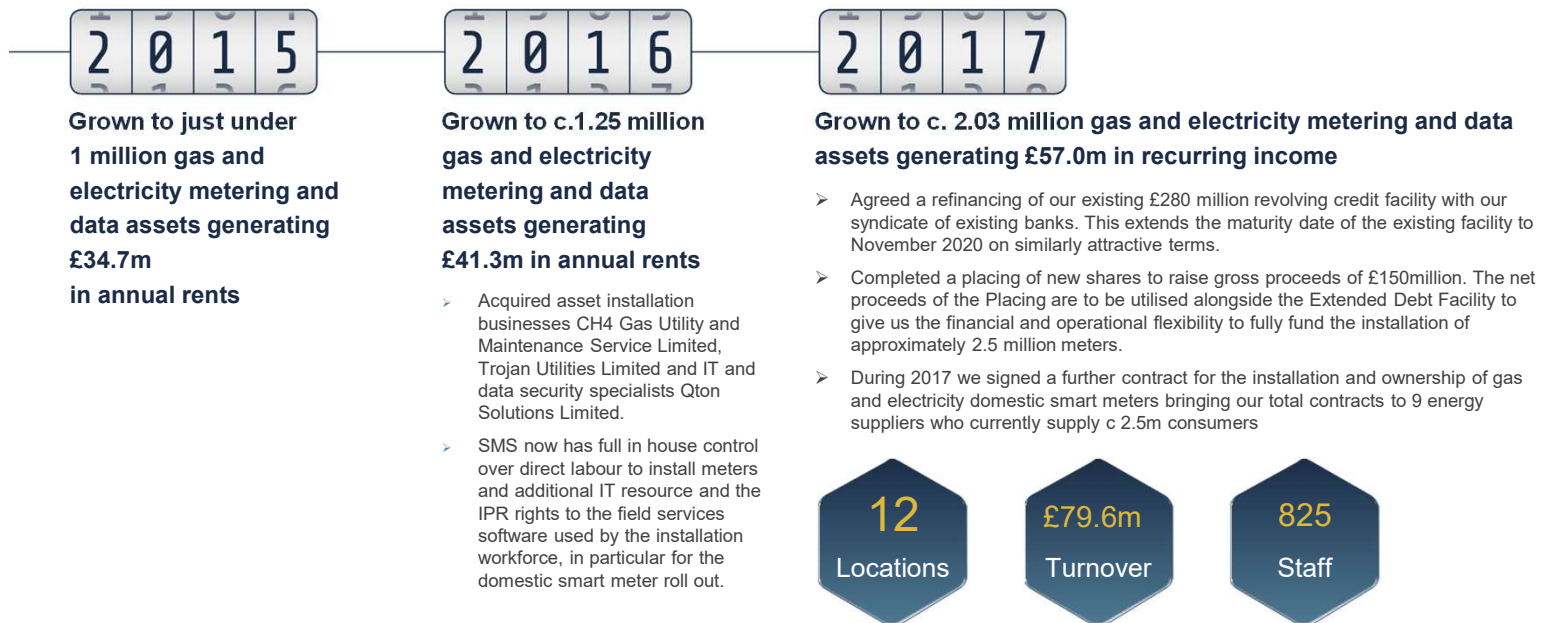 2015
Grown to just under
1 million gas and
electricity metering and
data assets generating
£34.7m
in annual rents
2016
Grown to c.1.25 million
gas and electricity
metering and data
assets generating
£41.3m in annual rents
➢ Acquired asset installation
businesses CH4 Gas Utility and
Maintenance Service Limited,
Trojan Utilities Limited and IT and
data security specialists Qton
Solutions Limited.
➢ SMS now has full in house control
over direct labour to install meters
and additional IT resource and the
IPR rights to the field services
software used by the installation
workforce, in particular for the
domestic smart meter roll out.
2017
Grown to c. 2.03 million gas and electricity metering and data
assets generating £57.0m in recurring income
➢ Agreed a refinancing of our existing £280 million revolving credit facility with our
syndicate of existing banks. This extends the maturity date of the existing facility to
November 2020 on similarly attractive terms.
➢ Completed a placing of new shares to raise gross proceeds of £150million. The net
proceeds of the Placing are to be utilised alongside the Extended Debt Facility to
give us the financial and operational flexibility to fully fund the installation of
approximately 2.5 million meters.
➢ During 2017 we signed a further contract for the installation and ownership of gas
and electricity domestic smart meters bringing our total contracts to 9 energy
suppliers who currently supply c 2.5m consumers
12
Locations
£79.6m
Turnover
825
Staff